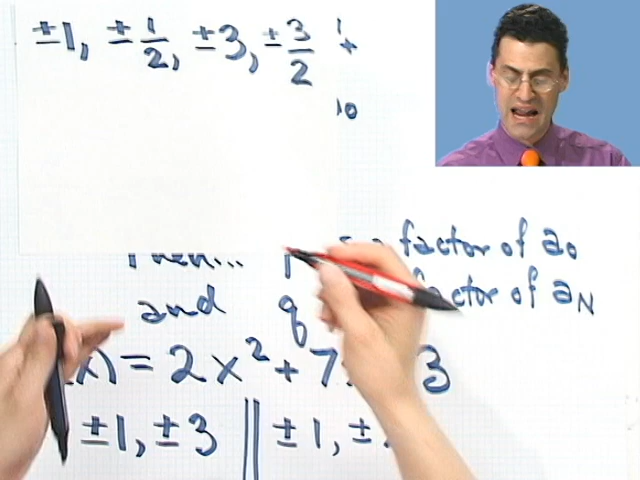 ±1, ± 1/2, ±3, ± 3/2
Then... factor of a0
and q factor of aN
= 2x² + 7 3
±1, ±3 || ±1, ±